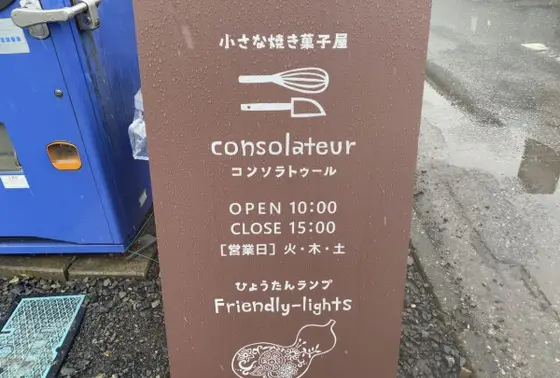 小さな焼き菓子屋
consolateur
コンソラトゥール
OPEN 10:00
CLOSE 15:00
［営業日］火・木・土
ひょうたんランプ
Friendly-lights